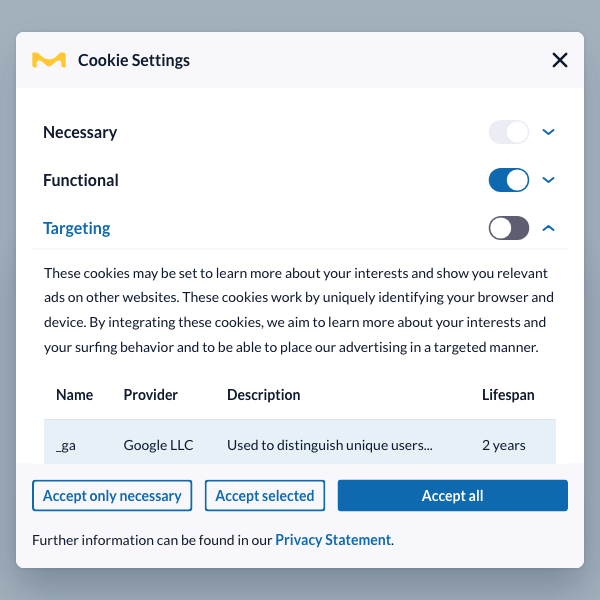 Cookie Settings
Necessary
Functional
Targeting
These cookies may be set to learn more about your interests and show you relevant
ads on other websites. These cookies work by uniquely identifying your browser and
device. By integrating these cookies, we aim to learn more about your interests and
your surfing behavior and to be able to place our advertising in a targeted manner.
Name Provider Description Lifespan
_ga Google LLC Used to distinguish unique users... 2 years
Accept only necessary Accept selected Accept all
Further information can be found in our Privacy Statement.